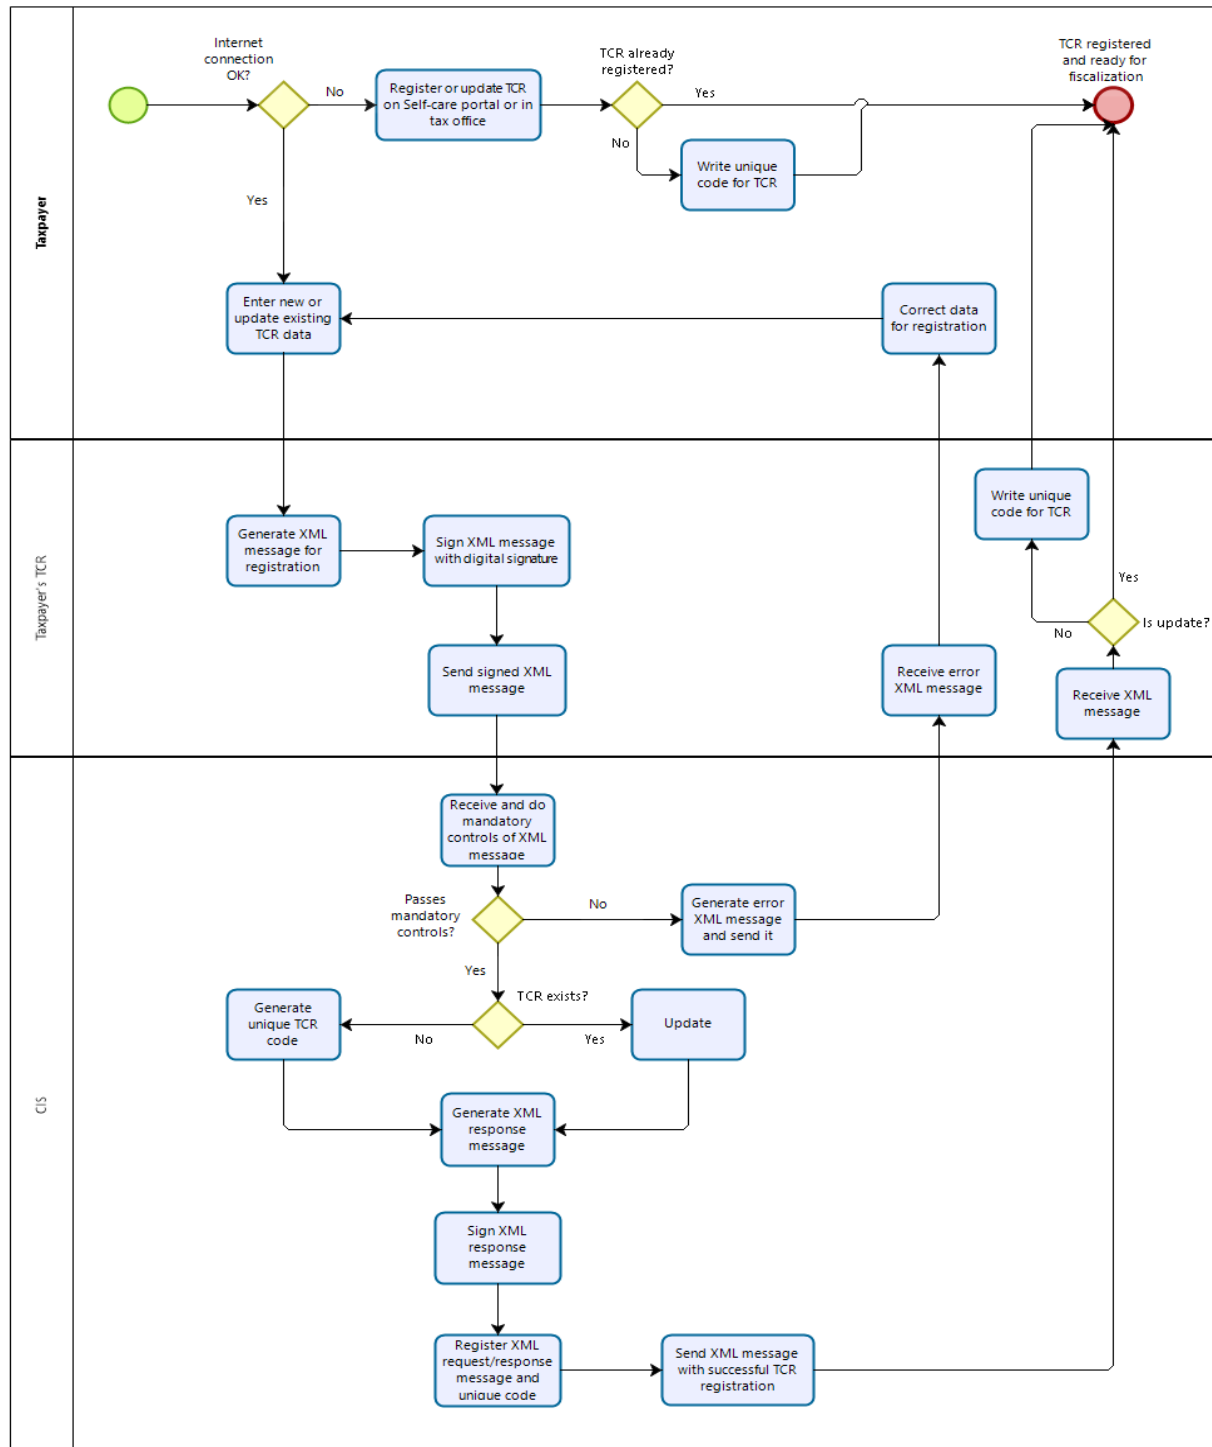 Taxpayer
Internet
connection
OK?
No
Yes
Register or update TCR
on Self-care portal or in
tax office
TCR already
registered?
Yes
No
Write unique
code for TCR
TCR registered
and ready for
fiscalization
Enter new or
update existing
TCR data
Correct data
for registration
Taxpayer's TCR
Generate XML
message for
registration
Sign XML message
with digital signature
Send signed XML
message
Receive error
XML message
Write unique
code for TCR
Yes
No
Is update?
Receive XML
message
CIS
Receive and do
mandatory
controls of XML
message
Passes
mandatory
controls?
No
Yes
Generate error
XML message
and send it
TCR exists?
No
Yes
Generate
unique TCR
code
Update
Generate XML
response
message
Sign XML
response
message
Register XML
request/response
message and
unique code
Send XML message
with successful TCR
registration